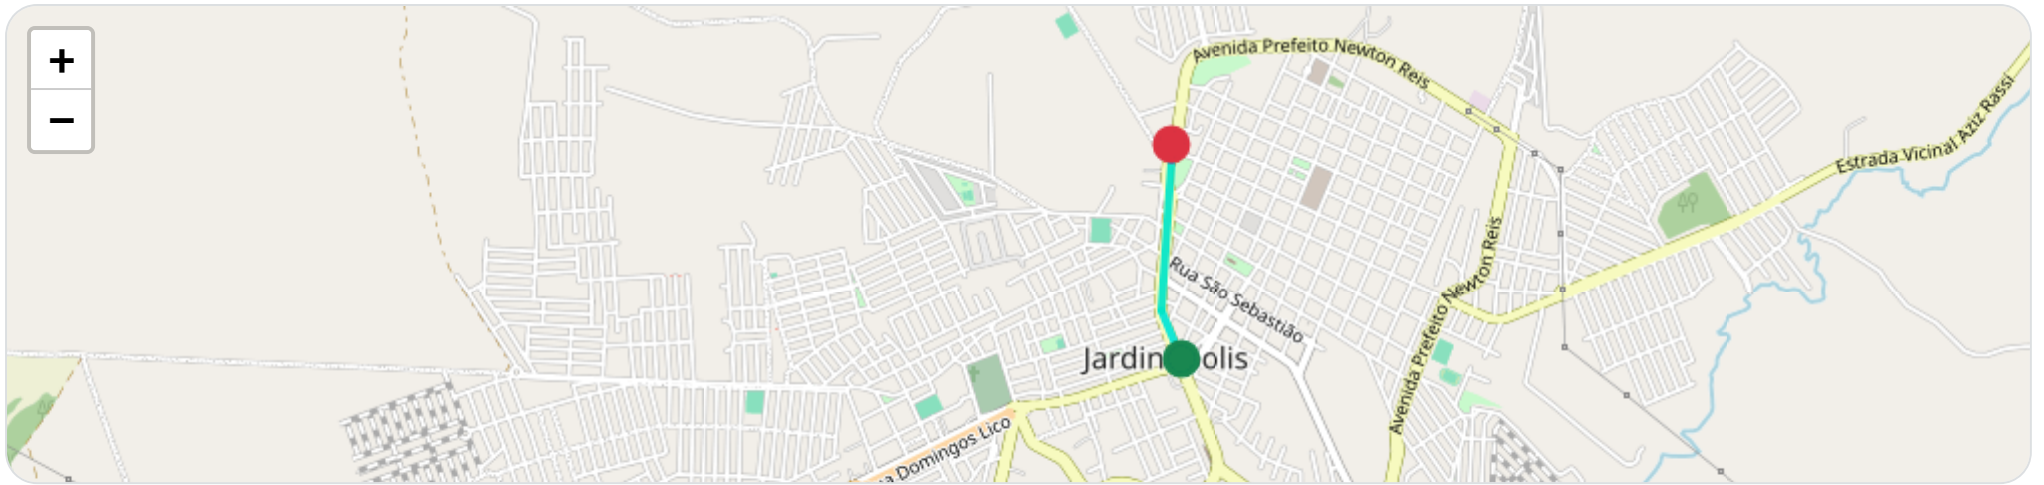 +
−
Avenida Prefeito Newton Reis
Estrada Vicinal Aziz Rassi
Avenida Prefeito Newton Reis
Rua São Sebastião
Jardin olis
a Domingos Lico